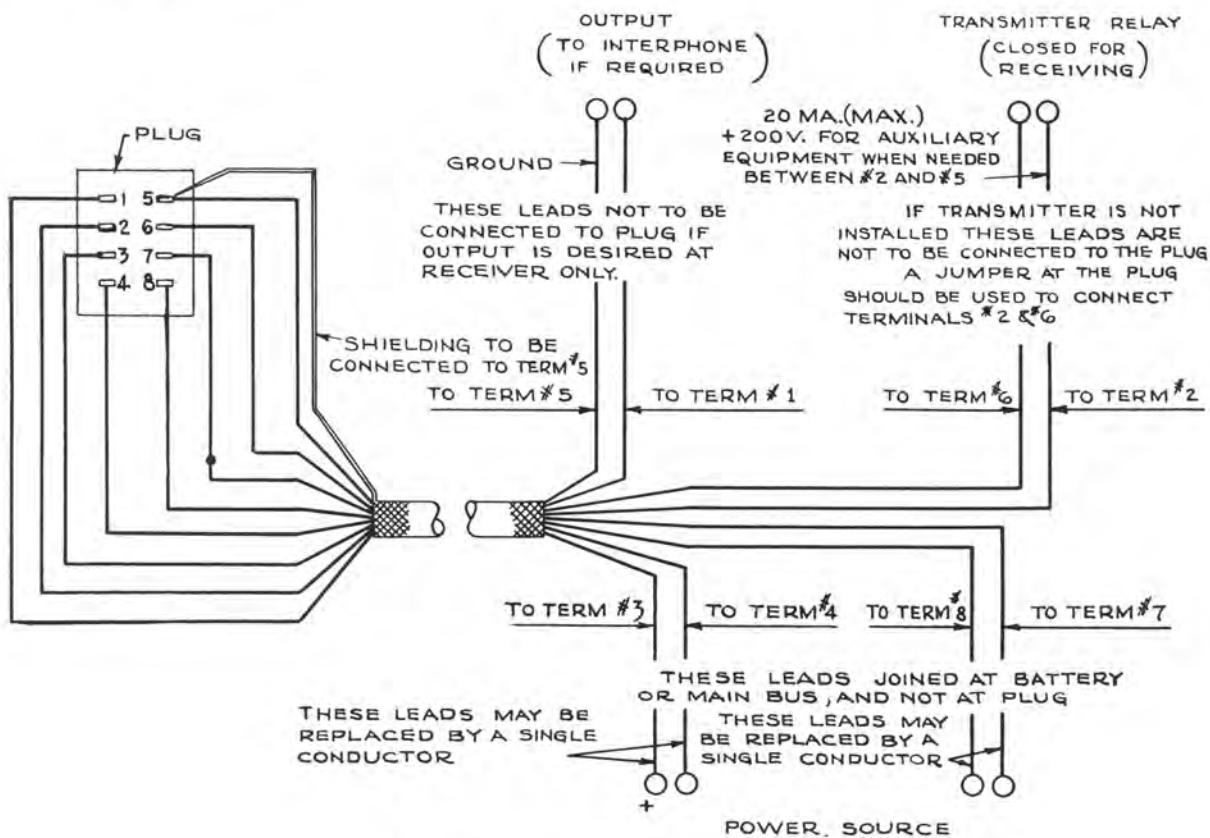 OUTPUT
(TO INTERPHONE
IF REQUIRED)
TRANSMITTER RELAY
(CLOSED FOR
RECEIVING)
PLUG
1 5
2 6
3 7
4 8
GROUND
20 MA.(MAX.)
+200V. FOR AUXILIARY
EQUIPMENT WHEN NEEDED
BETWEEN #2 AND #5
THESE LEADS NOT TO BE
CONNECTED TO PLUG IF
OUTPUT IS DESIRED AT
RECEIVER ONLY.
IF TRANSMITTER IS NOT
INSTALLED THESE LEADS ARE
NOT TO BE CONNECTED TO THE PLUG
A JUMPER AT THE PLUG
SHOULD BE USED TO CONNECT
TERMINALS #2 & #6
SHIELDING TO BE
CONNECTED TO TERM #5
TO TERM #5
TO TERM #1
TO TERM #6
TO TERM #2
TO TERM #3
TO TERM #4
TO TERM #8
TO TERM #7
THESE LEADS JOINED AT BATTERY
OR MAIN BUS, AND NOT AT PLUG
THESE LEADS MAY BE
REPLACED BY A SINGLE
CONDUCTOR
THESE LEADS MAY
BE REPLACED BY A
SINGLE CONDUCTOR
+
POWER SOURCE